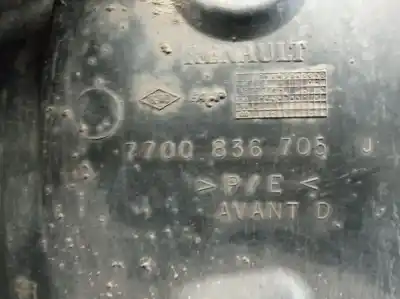 RENAULT
7700 836 705 J
> P/E <
AVANT D